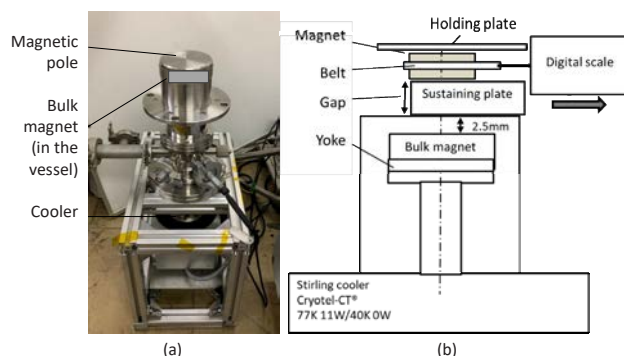 Magnetic
pole
Bulk
magnet
(in the
vessel)
Cooler
(a)
Holding plate
Magnet
Belt
Digital scale
Gap
Sustaining plate
2.5mm
Yoke
Bulk magnet
Stirling cooler
Cryotel-CT®
77K 11W/40K 0W
(b)